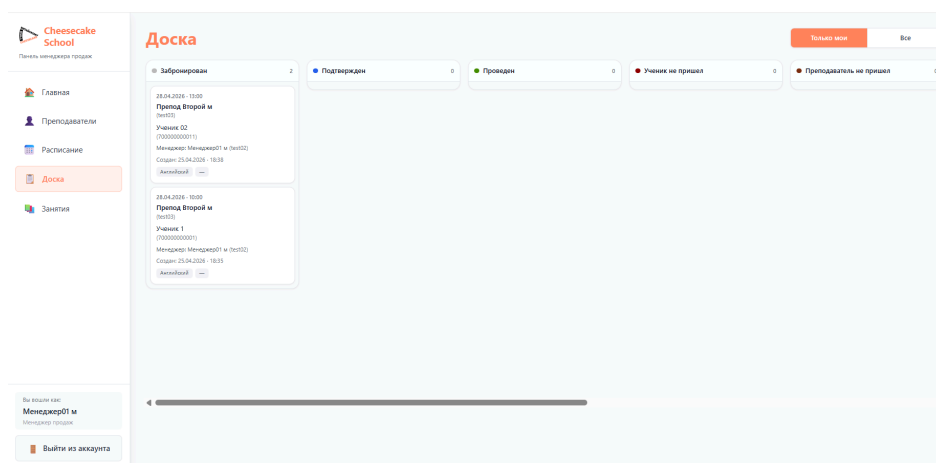 Cheesecake
School
Панель менеджера продаж
Главная
Преподаватели
Расписание
Доска
Занятия
Вы вошли как:
Менеджер01 м
Менеджер продаж
Выйти из аккаунта
Доска
Только мои
Все
Забронирован 2
28.04.2026 - 13:00
Препод Второй м
(test03)
Ученик 02
(700000000011)
Менеджер: Менеджер01 м (test02)
Создан: 25.04.2026 - 18:38
Английский —
28.04.2026 - 10:00
Препод Второй м
(test03)
Ученик 1
(70000000001)
Менеджер: Менеджер01 м (test02)
Создан: 25.04.2026 - 18:35
Английский —
Подтвержден 0
Проведен 0
Ученик не пришел 0
Преподаватель не пришел